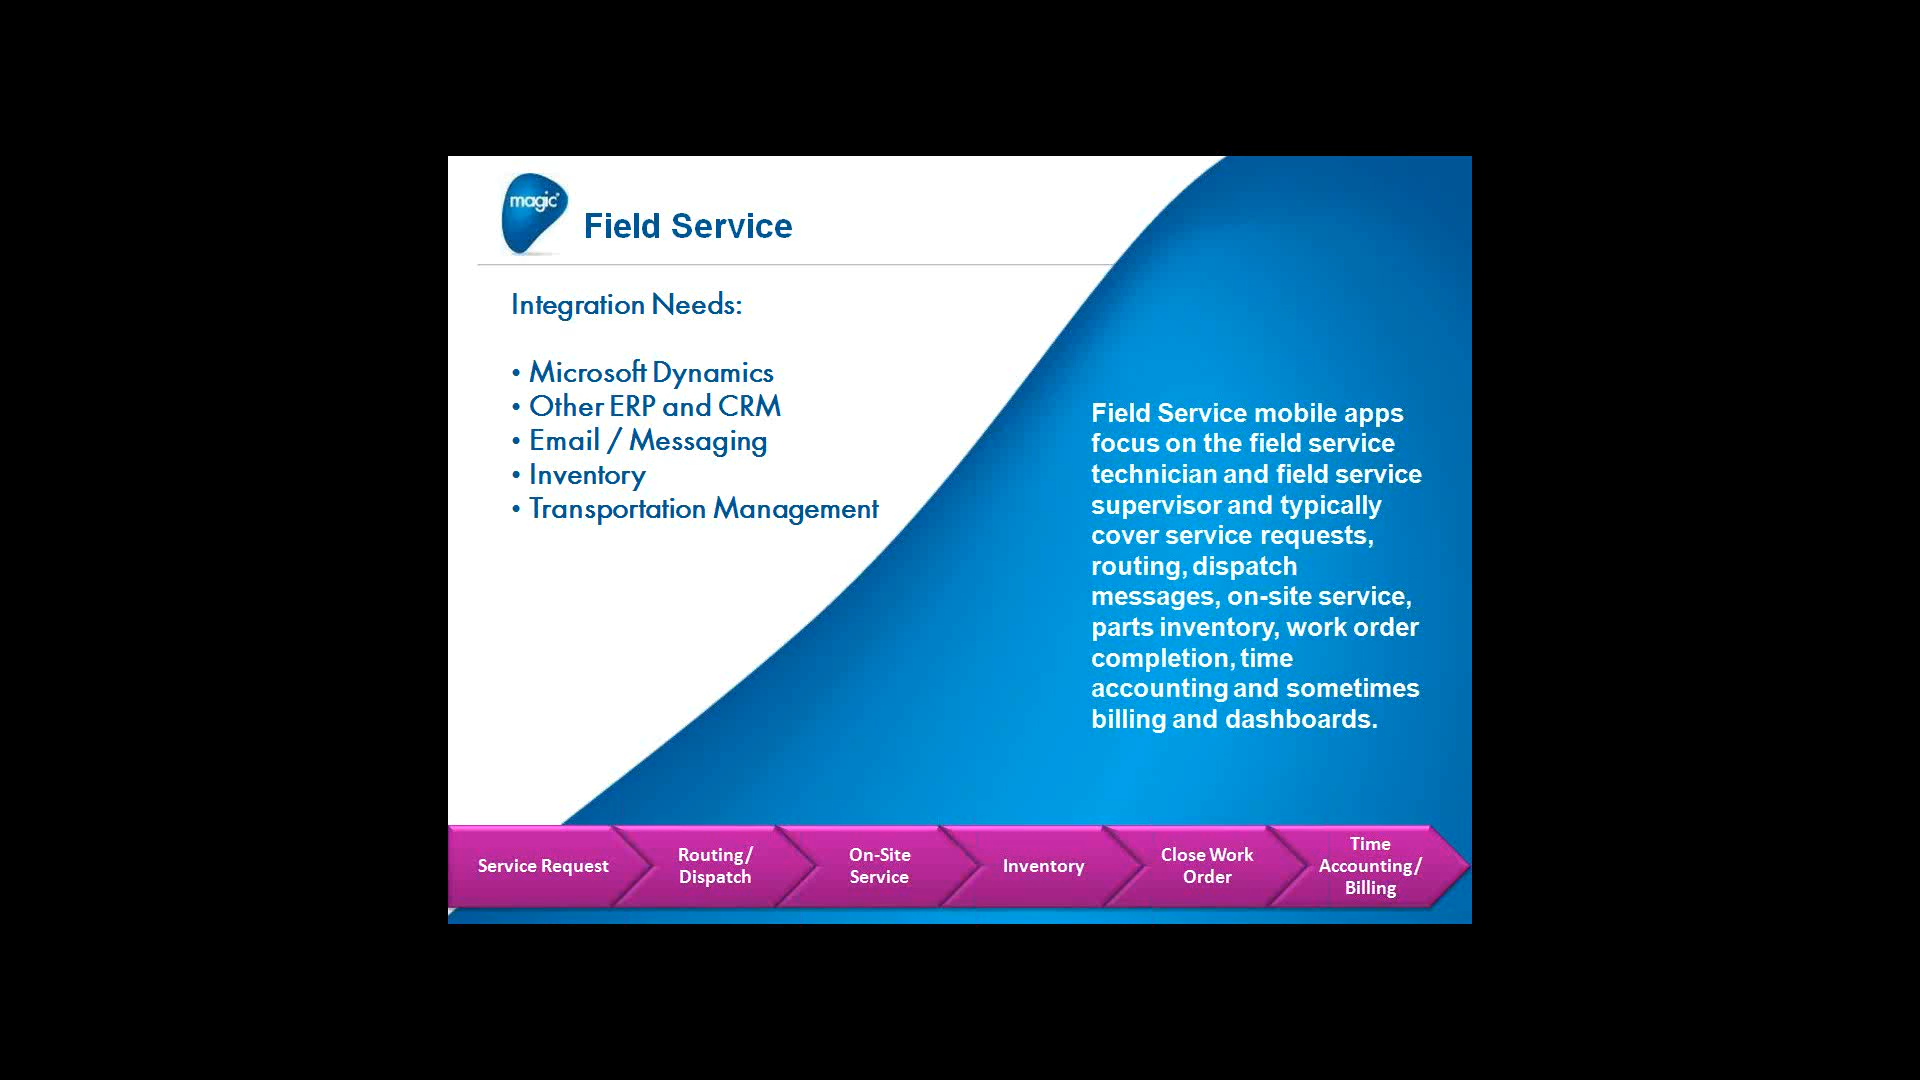 magic
Field Service
Integration Needs:
• Microsoft Dynamics
• Other ERP and CRM
• Email / Messaging
• Inventory
• Transportation Management
Field Service mobile apps
focus on the field service
technician and field service
supervisor and typically
cover service requests,
routing, dispatch
messages, on-site service,
parts inventory, work order
completion, time
accounting and sometimes
billing and dashboards.
Service Request
Routing/
Dispatch
On-Site
Service
Inventory
Close Work
Order
Time
Accounting/
Billing